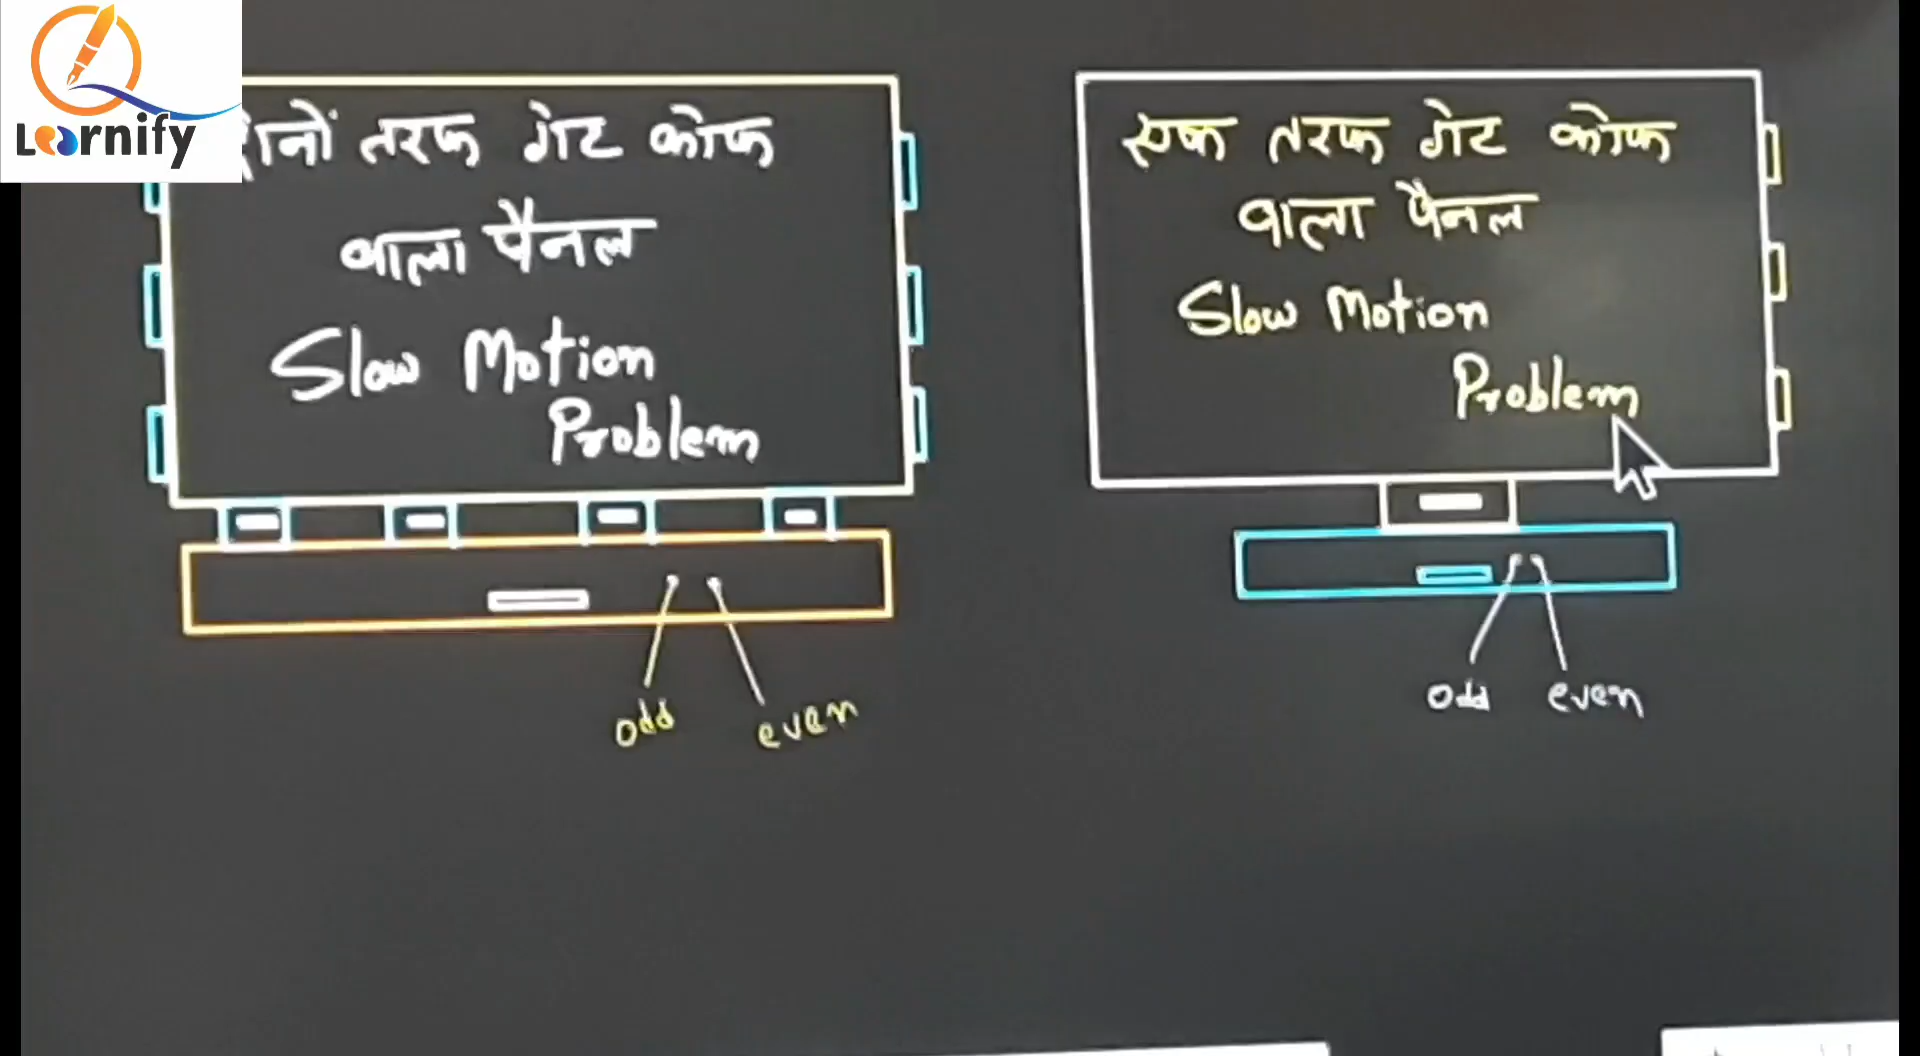 Learnify
दोनों तरफ गेट कोफ
वाला पैनल
Slow Motion
Problem
odd even
एक तरफ गेट कोफ
वाला पैनल
Slow Motion
Problem
odd even